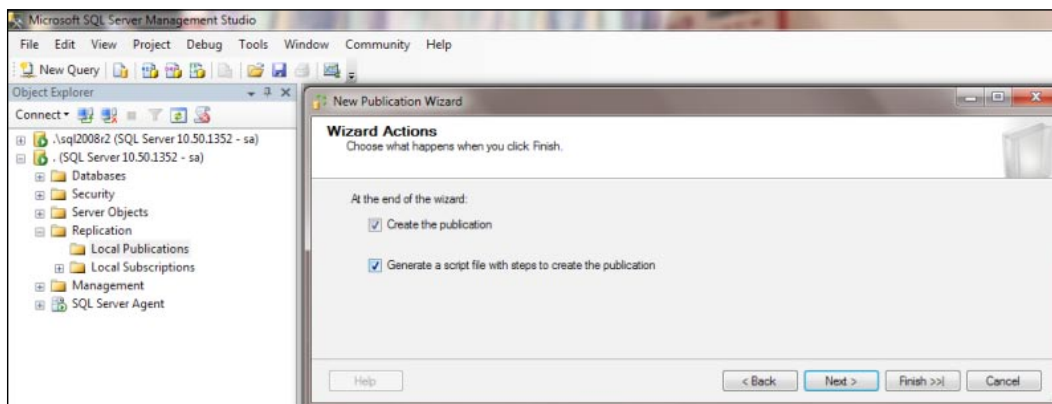 Microsoft SQL Server Management Studio
File Edit View Project Debug Tools Window Community Help
New Query
Object Explorer
Connect
.\sql2008r2 (SQL Server 10.50.1352 - sa)
. (SQL Server 10.50.1352 - sa)
Databases
Security
Server Objects
Replication
Local Publications
Local Subscriptions
Management
SQL Server Agent
New Publication Wizard
Wizard Actions
Choose what happens when you click Finish.
At the end of the wizard:
Create the publication
Generate a script file with steps to create the publication
Help
< Back
Next >
Finish >>|
Cancel